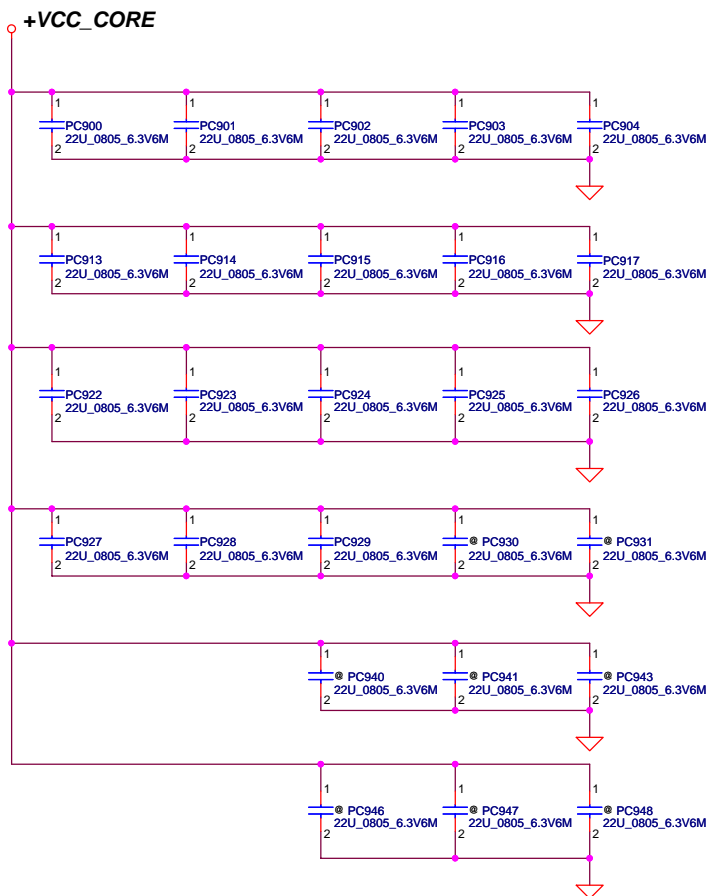 +VCC_CORE
1 1 1 1 1
PC900 PC901 PC902 PC903 PC904
22U_0805_6.3V6M 22U_0805_6.3V6M 22U_0805_6.3V6M 22U_0805_6.3V6M 22U_0805_6.3V6M
2 2 2 2 2
1 1 1 1 1
PC913 PC914 PC915 PC916 PC917
22U_0805_6.3V6M 22U_0805_6.3V6M 22U_0805_6.3V6M 22U_0805_6.3V6M 22U_0805_6.3V6M
2 2 2 2 2
1 1 1 1 1
PC922 PC923 PC924 PC925 PC926
22U_0805_6.3V6M 22U_0805_6.3V6M 22U_0805_6.3V6M 22U_0805_6.3V6M 22U_0805_6.3V6M
2 2 2 2 2
1 1 1 1 1
PC927 PC928 PC929 @ PC930 @ PC931
22U_0805_6.3V6M 22U_0805_6.3V6M 22U_0805_6.3V6M 22U_0805_6.3V6M 22U_0805_6.3V6M
2 2 2 2 2
1 1 1
@ PC940 @ PC941 @ PC943
22U_0805_6.3V6M 22U_0805_6.3V6M 22U_0805_6.3V6M
2 2 2
1 1 1
@ PC946 @ PC947 @ PC948
22U_0805_6.3V6M 22U_0805_6.3V6M 22U_0805_6.3V6M
2 2 2